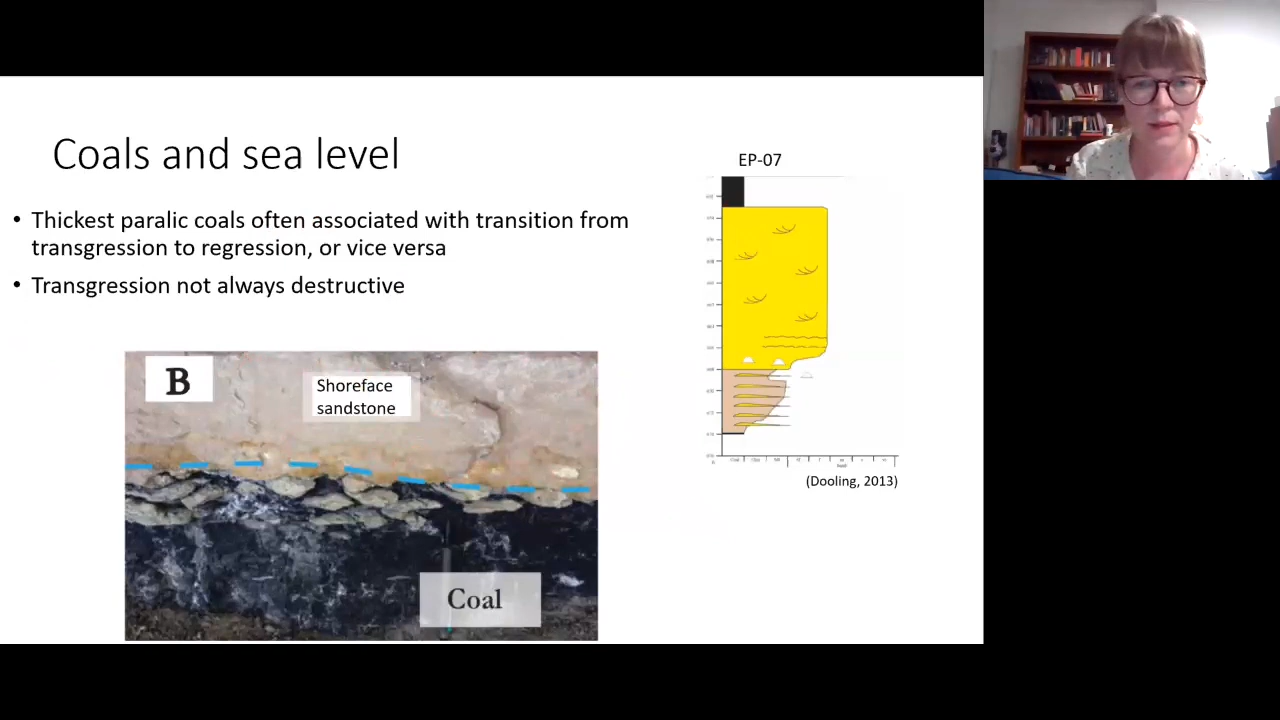 Coals and sea level
• Thickest paralic coals often associated with transition from
transgression to regression, or vice versa
• Transgression not always destructive
B
Shoreface
sandstone
Coal
EP-07
(Dooling, 2013)